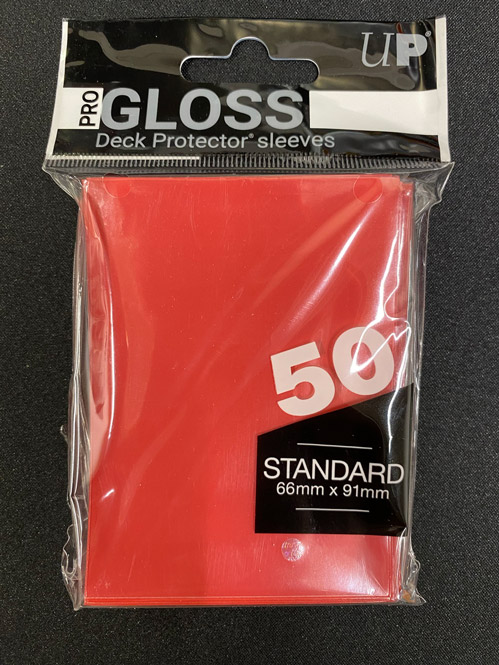 UP®
PRO
GLOSS
Deck Protector® sleeves
50
STANDARD
66mm x 91mm